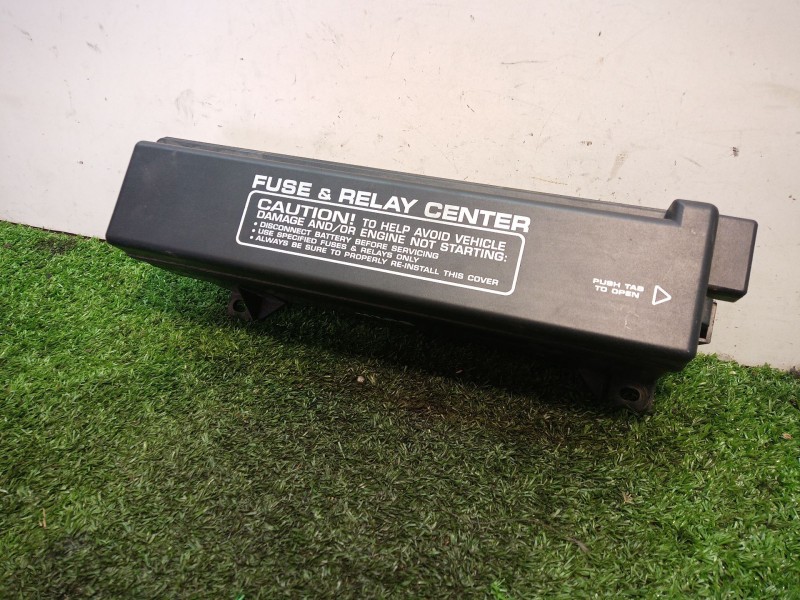 FUSE & RELAY CENTER
CAUTION! TO HELP AVOID VEHICLE
DAMAGE AND/OR ENGINE NOT STARTING:
• DISCONNECT BATTERY BEFORE SERVICING
• USE SPECIFIED FUSES & RELAYS ONLY
• ALWAYS BE SURE TO PROPERLY RE-INSTALL THIS COVER
PUSH TAB
TO OPEN